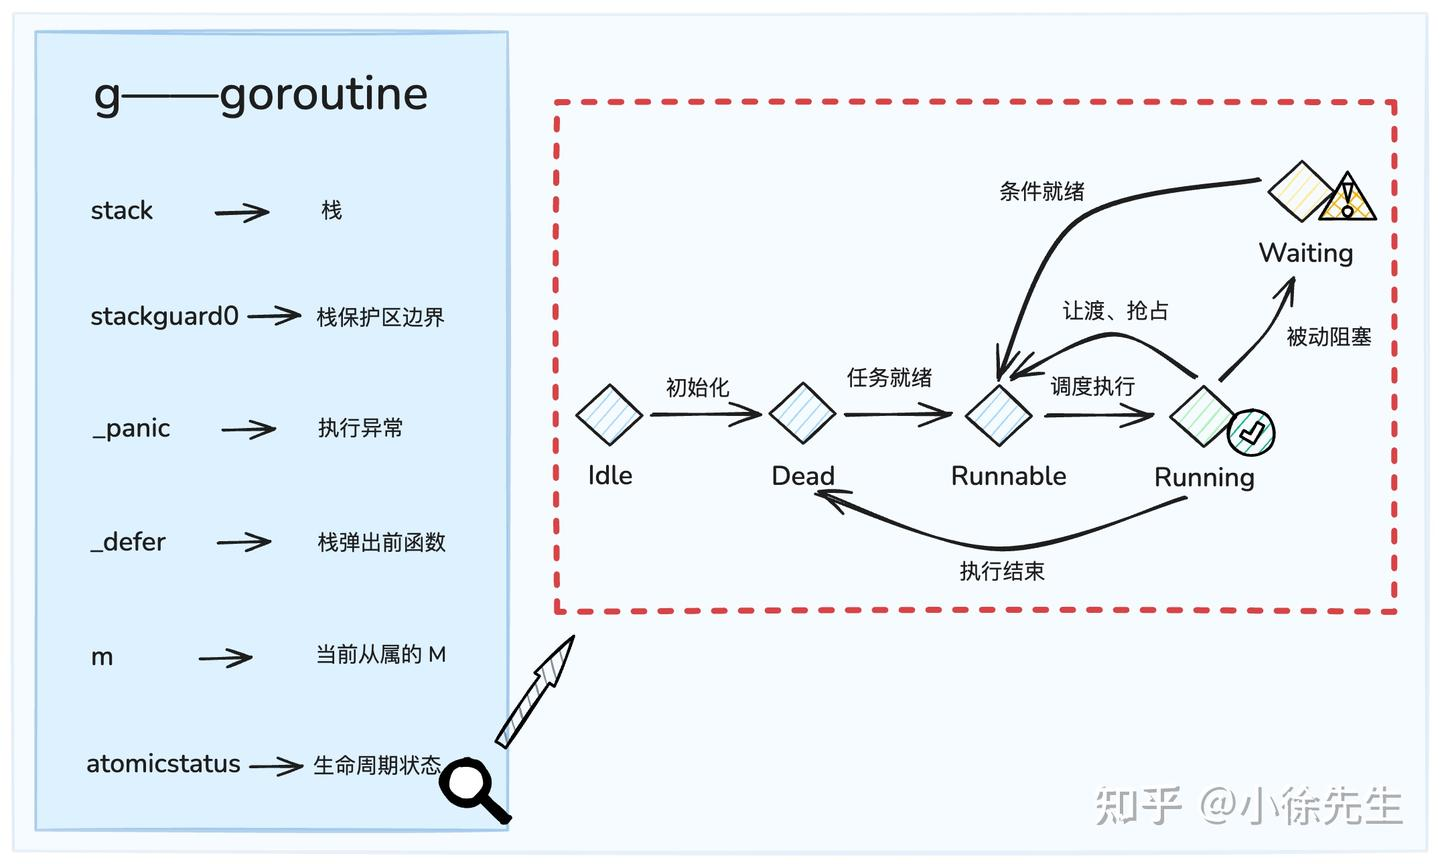 g——goroutine
stack
栈
stackguard0
栈保护区边界
_panic
执行异常
_defer
栈弹出前函数
m
当前从属的 M
atomicstatus
生命周期状态
条件就绪
Waiting
让渡、抢占
被动阻塞
初始化
任务就绪
调度执行
Idle
Dead
Runnable
Running
执行结束
知乎 @小徐先生